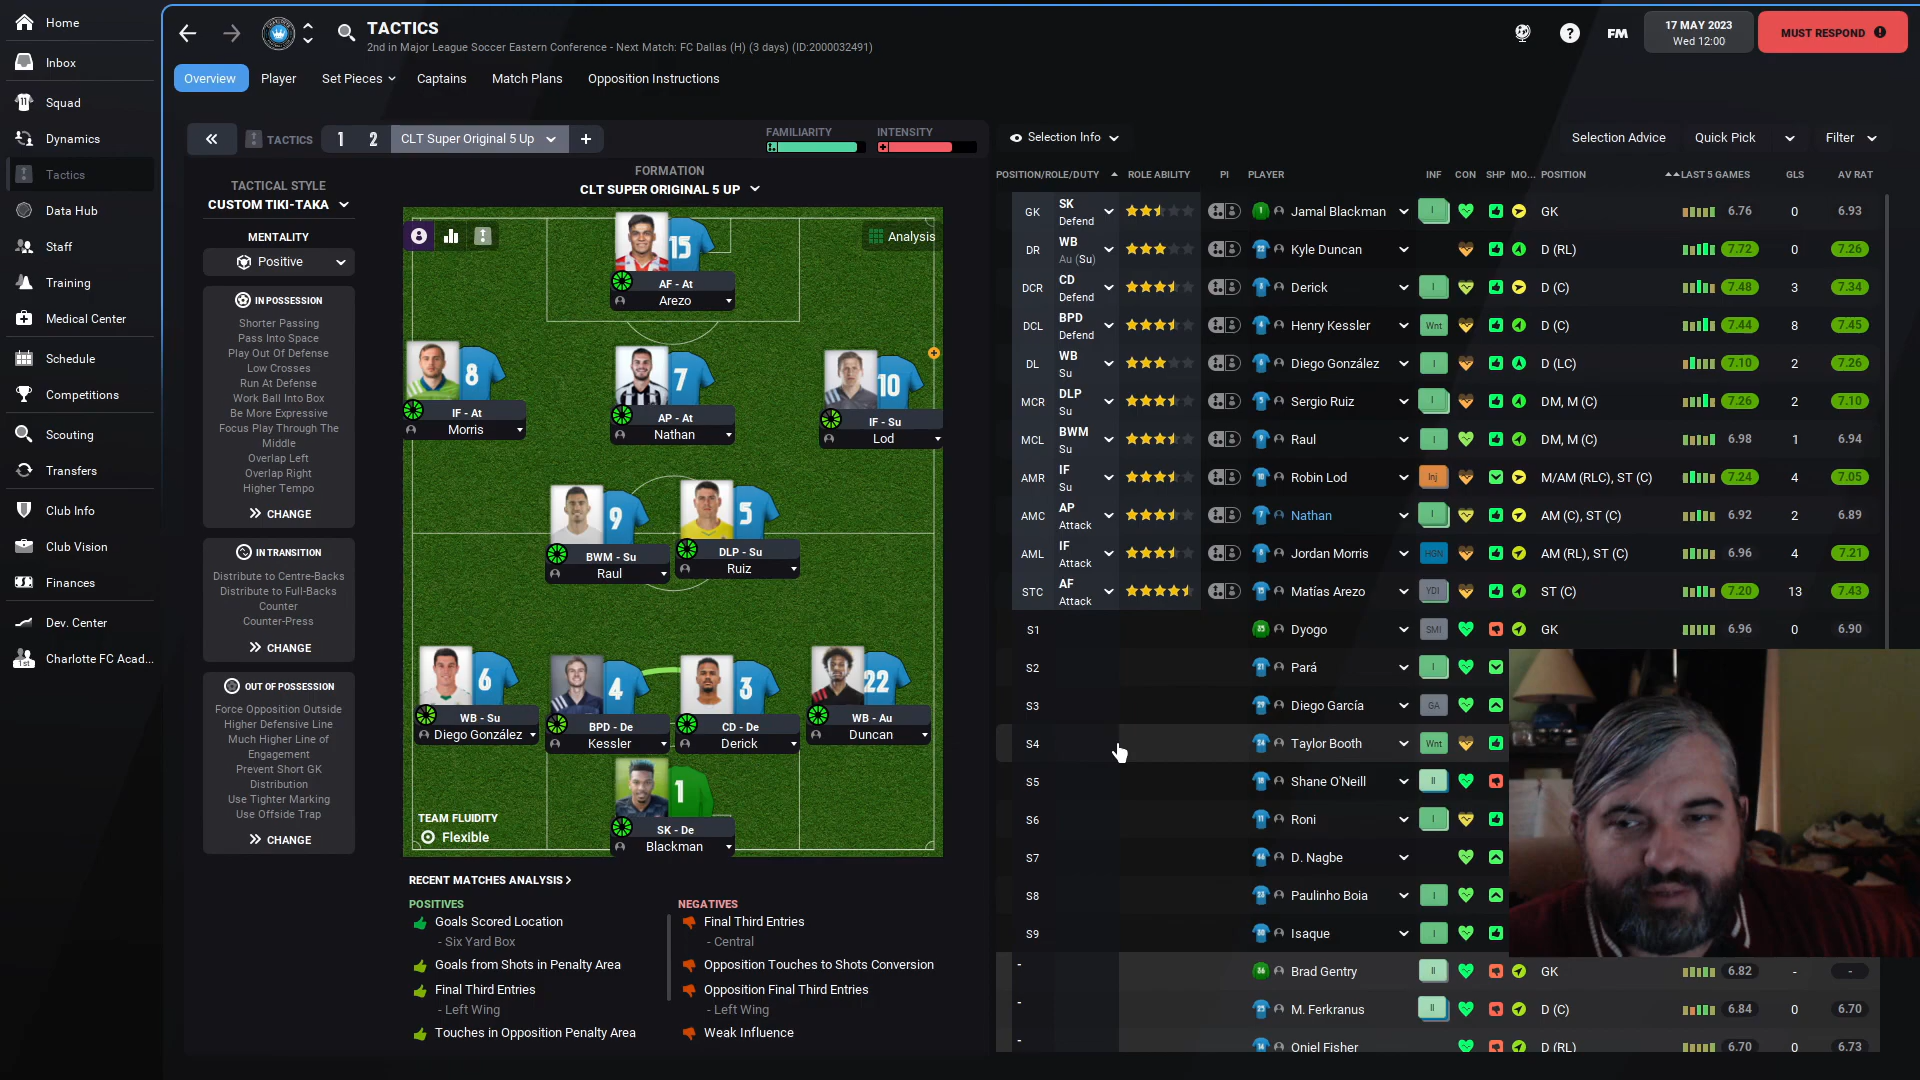 Home
Inbox
Squad
Dynamics
Tactics
Data Hub
Staff
Training
Medical Center
Schedule
Competitions
Scouting
Transfers
Club Info
Club Vision
Finances
Dev. Center
Charlotte FC Acad...
TACTICS
2nd in Major League Soccer Eastern Conference - Next Match: FC Dallas (H) (3 days) (ID:2000032491)
FM
17 MAY 2023
Wed 12:00
MUST RESPOND
Overview
Player
Set Pieces
Captains
Match Plans
Opposition Instructions
TACTICS 1 2 CLT Super Original 5 Up +
FAMILIARITY
INTENSITY
TACTICAL STYLE
CUSTOM TIKI-TAKA
MENTALITY
Positive
IN POSSESSION
Shorter Passing
Pass Into Space
Play Out Of Defense
Low Crosses
Run At Defense
Work Ball Into Box
Be More Expressive
Focus Play Through The
Middle
Overlap Left
Overlap Right
Higher Tempo
CHANGE
IN TRANSITION
Distribute to Centre-Backs
Distribute to Full-Backs
Counter
Counter-Press
CHANGE
OUT OF POSSESSION
Force Opposition Outside
Higher Defensive Line
Much Higher Line of
Engagement
Prevent Short GK
Distribution
Use Tighter Marking
Use Offside Trap
CHANGE
FORMATION
CLT SUPER ORIGINAL 5 UP
Analysis
15
AF - At
Arezo
8
IF - At
Morris
7
AP - At
Nathan
10
IF - Su
Lod
9
BWM - Su
Raul
5
DLP - Su
Ruiz
6
WB - Su
Diego González
4
BPD - De
Kessler
3
CD - De
Derick
22
WB - Au
Duncan
1
SK - De
Blackman
TEAM FLUIDITY
Flexible
RECENT MATCHES ANALYSIS
POSITIVES
Goals Scored Location
- Six Yard Box
Goals from Shots in Penalty Area
Final Third Entries
- Left Wing
Touches in Opposition Penalty Area
NEGATIVES
Final Third Entries
- Central
Opposition Touches to Shots Conversion
Opposition Final Third Entries
- Left Wing
Weak Influence
Selection Info
Selection Advice
Quick Pick
Filter
POSITION/ROLE/DUTY ROLE ABILITY PI PLAYER INF CON SHP MO... POSITION LAST 5 GAMES GLS AV RAT
GK SK Defend Jamal Blackman I GK 6.76 0 6.93
DR WB Au (Su) Kyle Duncan D (RL) 7.72 0 7.26
DCR CD Defend Derick I D (C) 7.48 3 7.34
DCL BPD Defend Henry Kessler Wnt D (C) 7.44 8 7.45
DL WB Su Diego González I D (LC) 7.10 2 7.26
MCR DLP Su Sergio Ruiz I DM, M (C) 7.26 2 7.10
MCL BWM Su Raul I DM, M (C) 6.98 1 6.94
AMR IF Su Robin Lod Inj M/AM (RLC), ST (C) 7.24 4 7.05
AMC AP Attack Nathan I AM (C), ST (C) 6.92 2 6.89
AML IF Attack Jordan Morris HGN AM (RL), ST (C) 6.96 4 7.21
STC AF Attack Matías Arezo YDI ST (C) 7.20 13 7.43
S1 Dyogo SMI GK 6.96 0 6.90
S2 Pará I
S3 Diego García GA
S4 Taylor Booth Wnt
S5 Shane O'Neill II
S6 Roni I
S7 D. Nagbe
S8 Paulinho Boia I
S9 Isaque I
- Brad Gentry II GK 6.82 - -
- M. Ferkranus II D (C) 6.84 0 6.70
- Oniel Fisher D (RL) 6.70 0 6.73